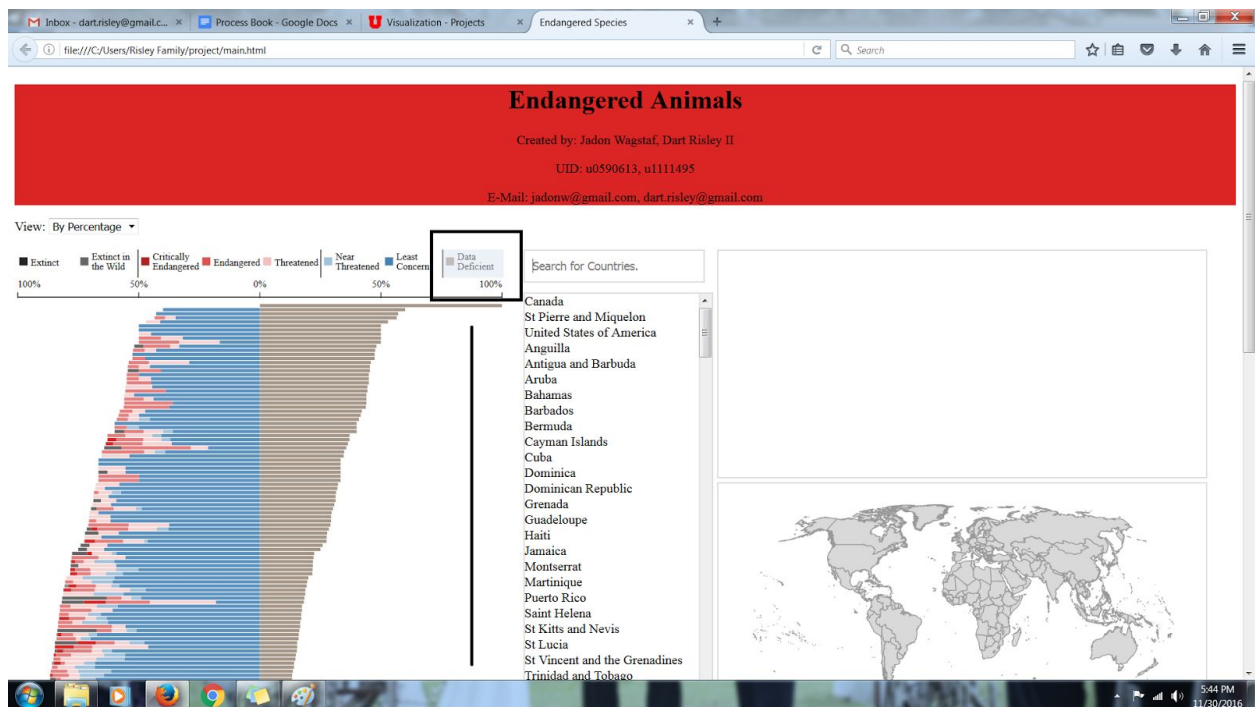 Inbox - dart.risley@gmail.c...
Process Book - Google Docs
Visualization - Projects
Endangered Species
file:///C:/Users/Risley Family/project/main.html
Search
Endangered Animals
Created by: Jadon Wagstaf, Dart Risley II
UID: u0590613, u1111495
E-Mail: jadonw@gmail.com, dart.risley@gmail.com
View: By Percentage
Extinct
Extinct in
the Wild
Critically
Endangered
Endangered
Threatened
Near
Threatened
Least
Concern
Data
Deficient
100% 50% 0% 50% 100%
Search for Countries.
Canada
St Pierre and Miquelon
United States of America
Anguilla
Antigua and Barbuda
Aruba
Bahamas
Barbados
Bermuda
Cayman Islands
Cuba
Dominica
Dominican Republic
Grenada
Guadeloupe
Haiti
Jamaica
Montserrat
Martinique
Puerto Rico
Saint Helena
St Kitts and Nevis
St Lucia
St Vincent and the Grenadines
Trinidad and Tobago
5:44 PM
11/30/2016